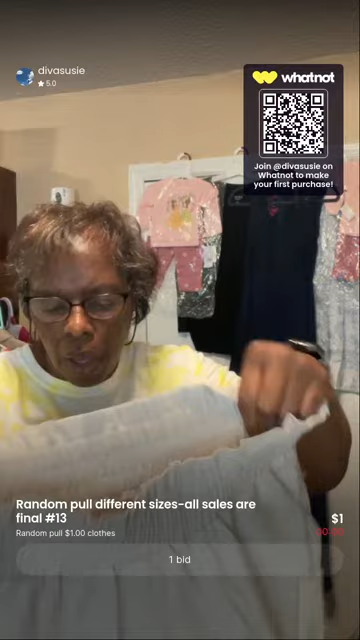 divasusie
5.0
whatnot
Join @divasusie on
Whatnot to make
your first purchase!
Random pull different sizes-all sales are
final #13
$1
Random pull $1.00 clothes
1 bid